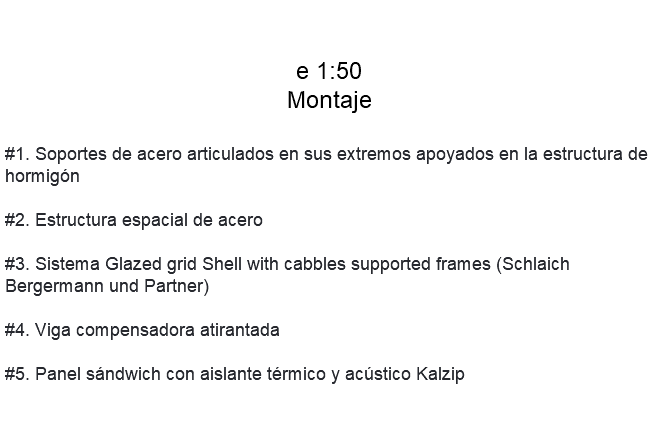 e 1:50
Montaje
#1. Soportes de acero articulados en sus extremos apoyados en la estructura de
hormigón
#2. Estructura espacial de acero
#3. Sistema Glazed grid Shell with cabbles supported frames (Schlaich
Bergermann und Partner)
#4. Viga compensadora atirantada
#5. Panel sándwich con aislante térmico y acústico Kalzip